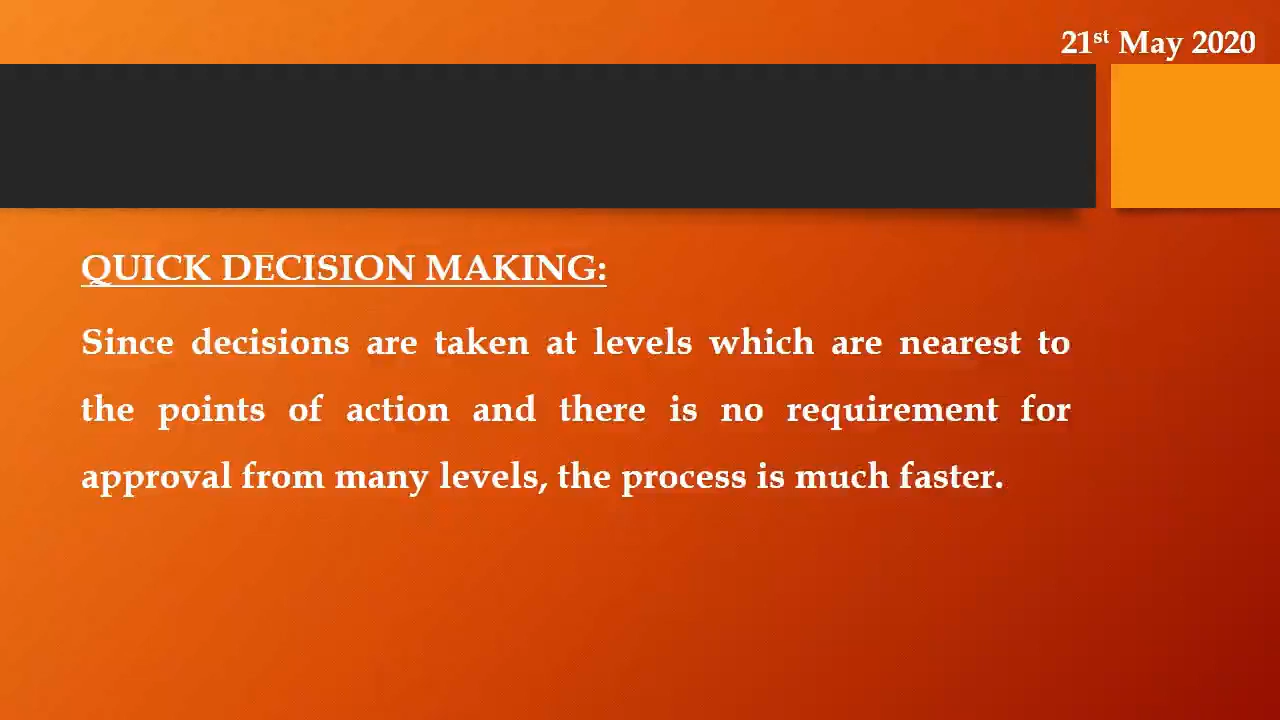 21st May 2020
QUICK DECISION MAKING:
Since decisions are taken at levels which are nearest to
the points of action and there is no requirement for
approval from many levels, the process is much faster.